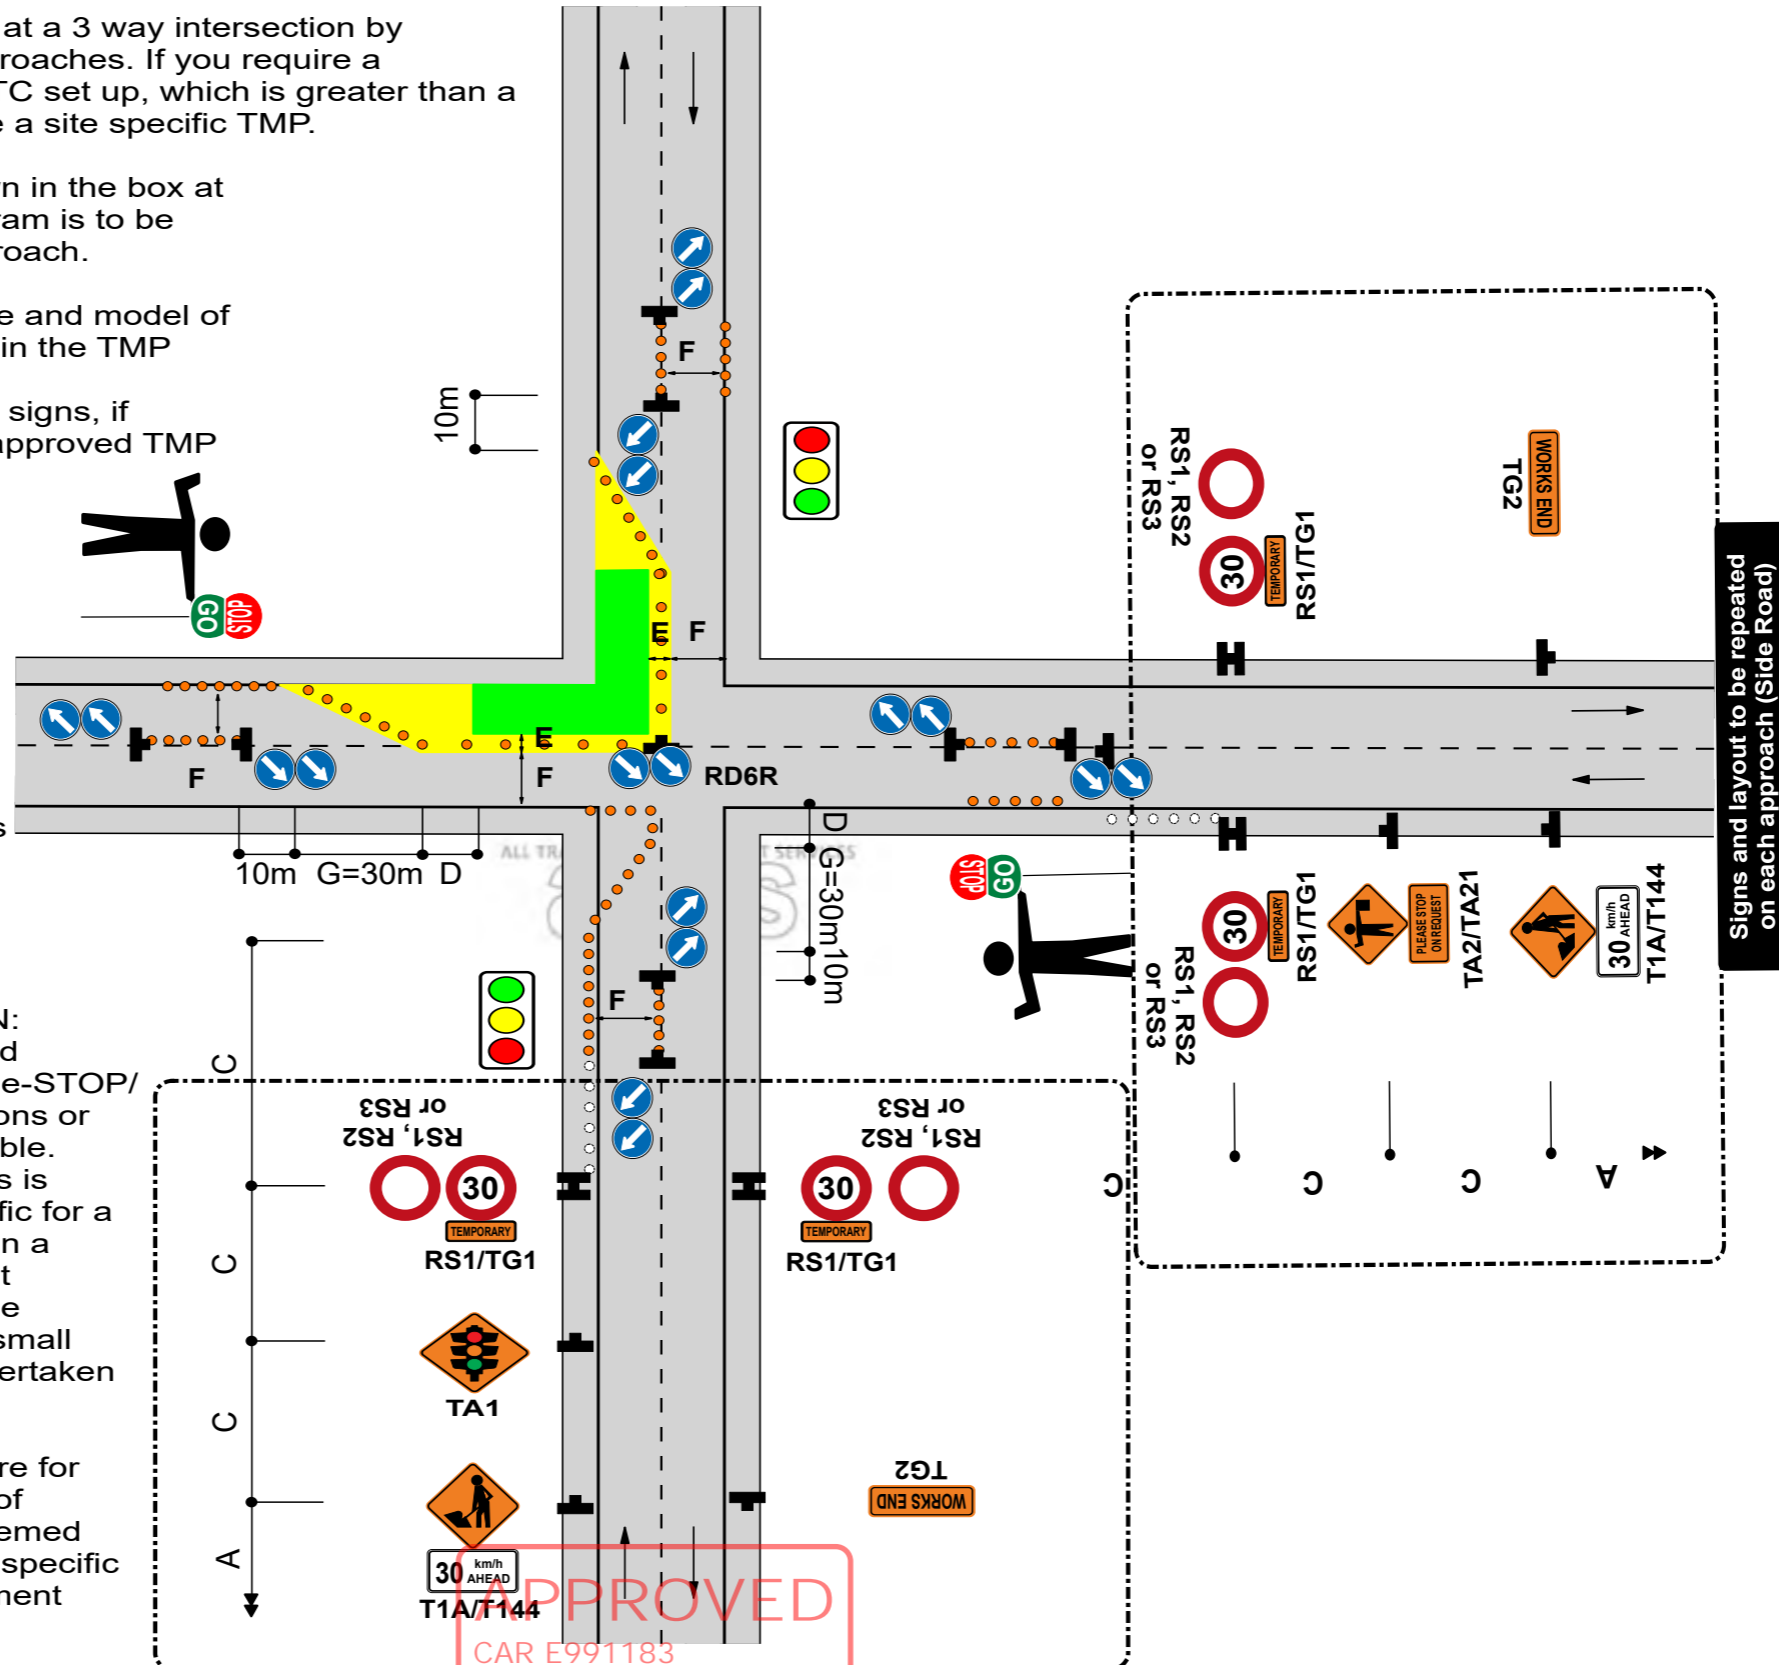 at a 3 way intersection by
roaches. If you require a
TC set up, which is greater than a
e a site specific TMP.
n in the box at
ram is to be
roach.
e and model of
in the TMP
signs, if
approved TMP
10m
STOP
GO
F
E F
E
F
F
RD6R
s
10m G=30m D
D G=30m 10m
ALL TRA
T SERVICES
STOP
GO
F
RS1, RS2
or RS3
30
TEMPORARY
RS1/TG1
WORKS END
TG2
Signs and layout to be repeated
on each approach (Side Road)
30
TEMPORARY
RS1/TG1
RS1, RS2
or RS3
PLEASE STOP
ON REQUEST
TA2/TA21
30 km/h
AHEAD
T1A/T144
C
C
C
A
N:
d
e-STOP/
ons or
ble.
s is
fic for a
n a
t
e
small
ertaken
re for
of
emed
specific
ment
C
C
C
A
RS1, RS2
or RS3
30
TEMPORARY
RS1/TG1
RS1, RS2
or RS3
30
TEMPORARY
RS1/TG1
TA1
30 km/h
AHEAD
T1A/T144
TG2
WORKS END
APPROVED
CAR E991183